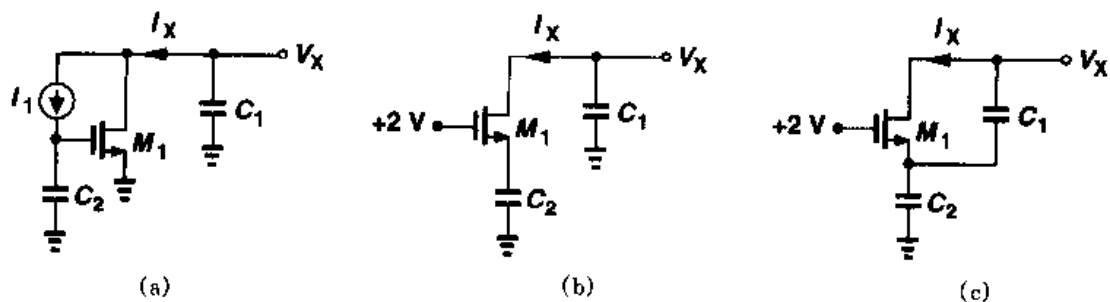 I_X
V_X
I_1
C_1
M_1
C_2
(a)
I_X
V_X
+2 V
C_1
M_1
C_2
(b)
I_X
V_X
+2 V
C_1
M_1
C_2
(c)